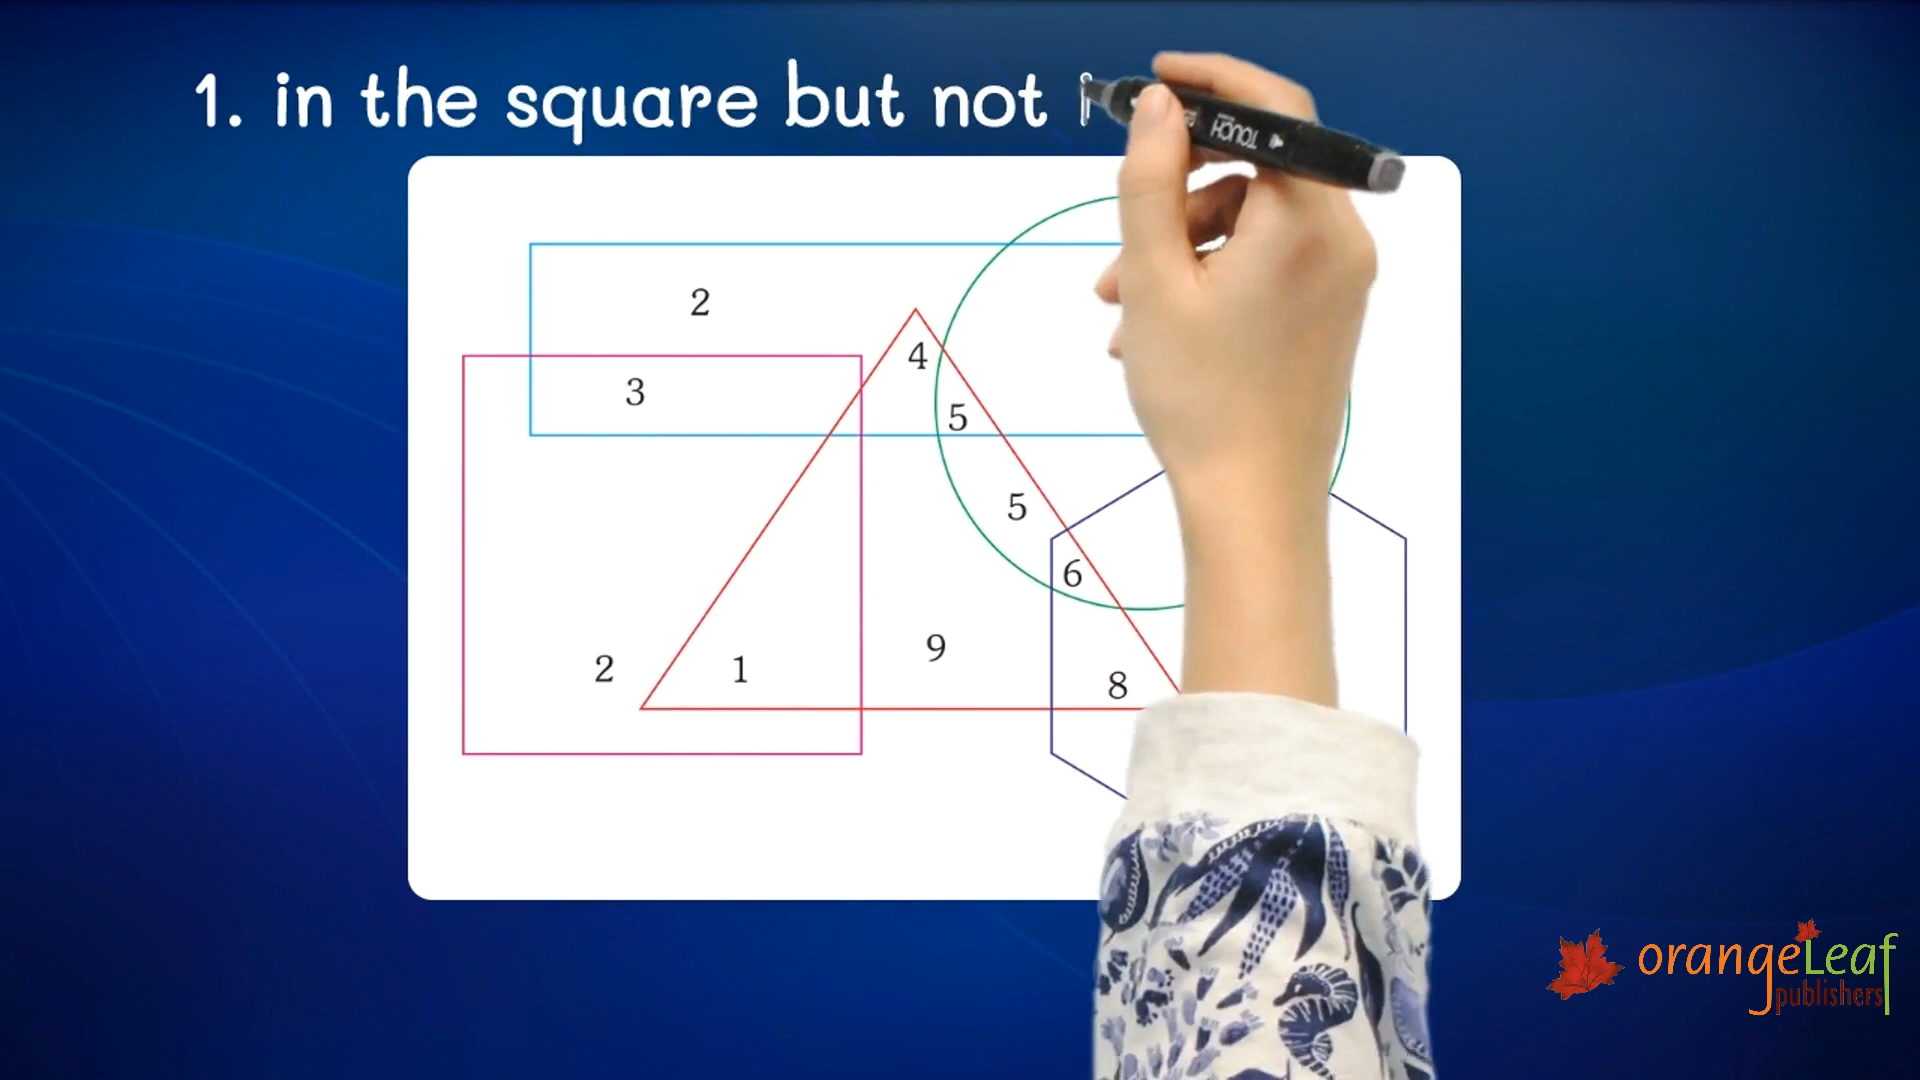 1. in the square but not
2
4
3
5
5
6
9
2
1
8
TOUCH
orangeLeaf
publishers